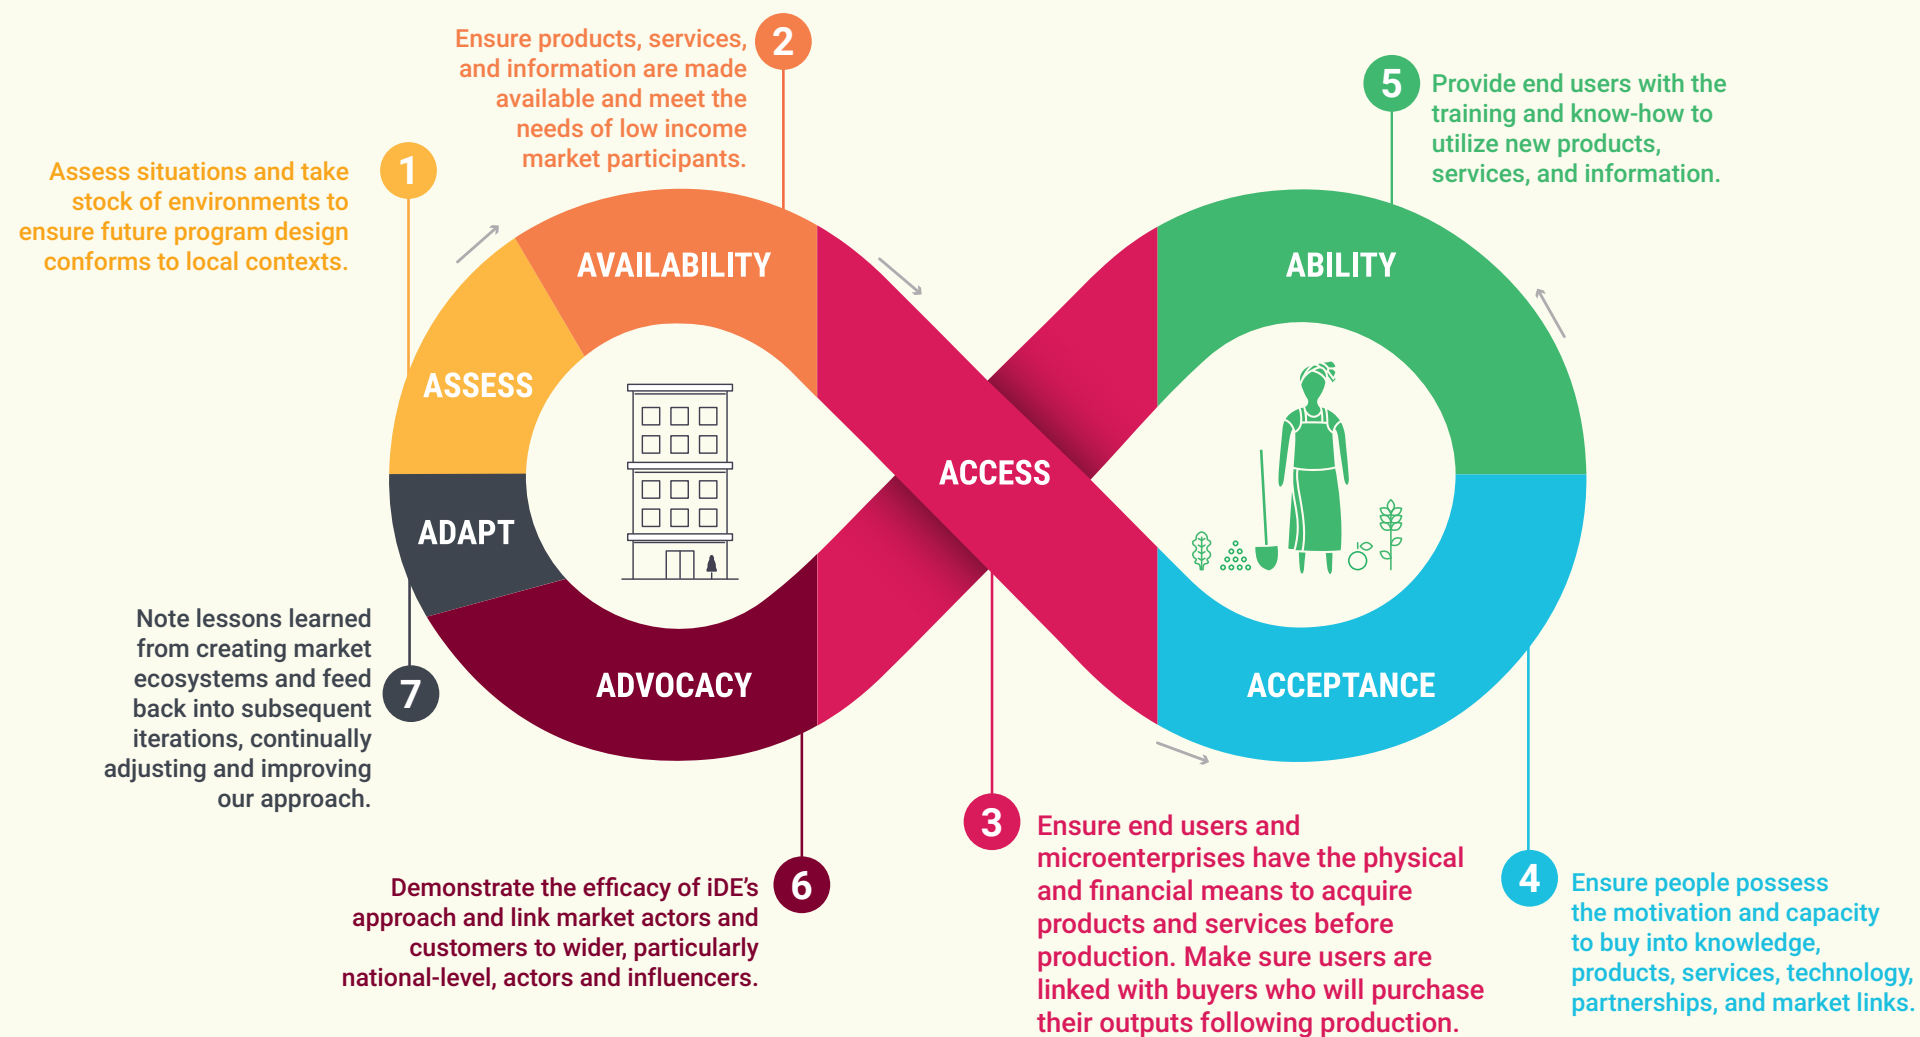 1
Assess situations and take
stock of environments to
ensure future program design
conforms to local contexts.
2
Ensure products, services,
and information are made
available and meet the
needs of low income
market participants.
5
Provide end users with the
training and know-how to
utilize new products,
services, and information.
AVAILABILITY
ABILITY
ASSESS
ACCESS
ADAPT
ADVOCACY
ACCEPTANCE
7
Note lessons learned
from creating market
ecosystems and feed
back into subsequent
iterations, continually
adjusting and improving
our approach.
6
Demonstrate the efficacy of iDE’s
approach and link market actors and
customers to wider, particularly
national-level, actors and influencers.
3
Ensure end users and
microenterprises have the physical
and financial means to acquire
products and services before
production. Make sure users are
linked with buyers who will purchase
their outputs following production.
4
Ensure people possess
the motivation and capacity
to buy into knowledge,
products, services, technology,
partnerships, and market links.